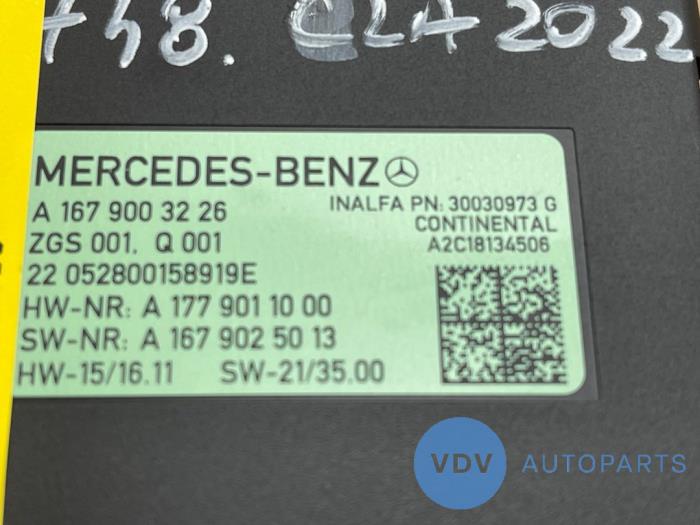 738. CLA 2022
MERCEDES-BENZ
A 167 900 32 26
ZGS 001, Q 001
22 052800158919E
HW-NR: A 177 901 10 00
SW-NR: A 167 902 50 13
HW-15/16.11 SW-21/35.00
INALFA PN: 30030973 G
CONTINENTAL
A2C18134506
VDV AUTOPARTS